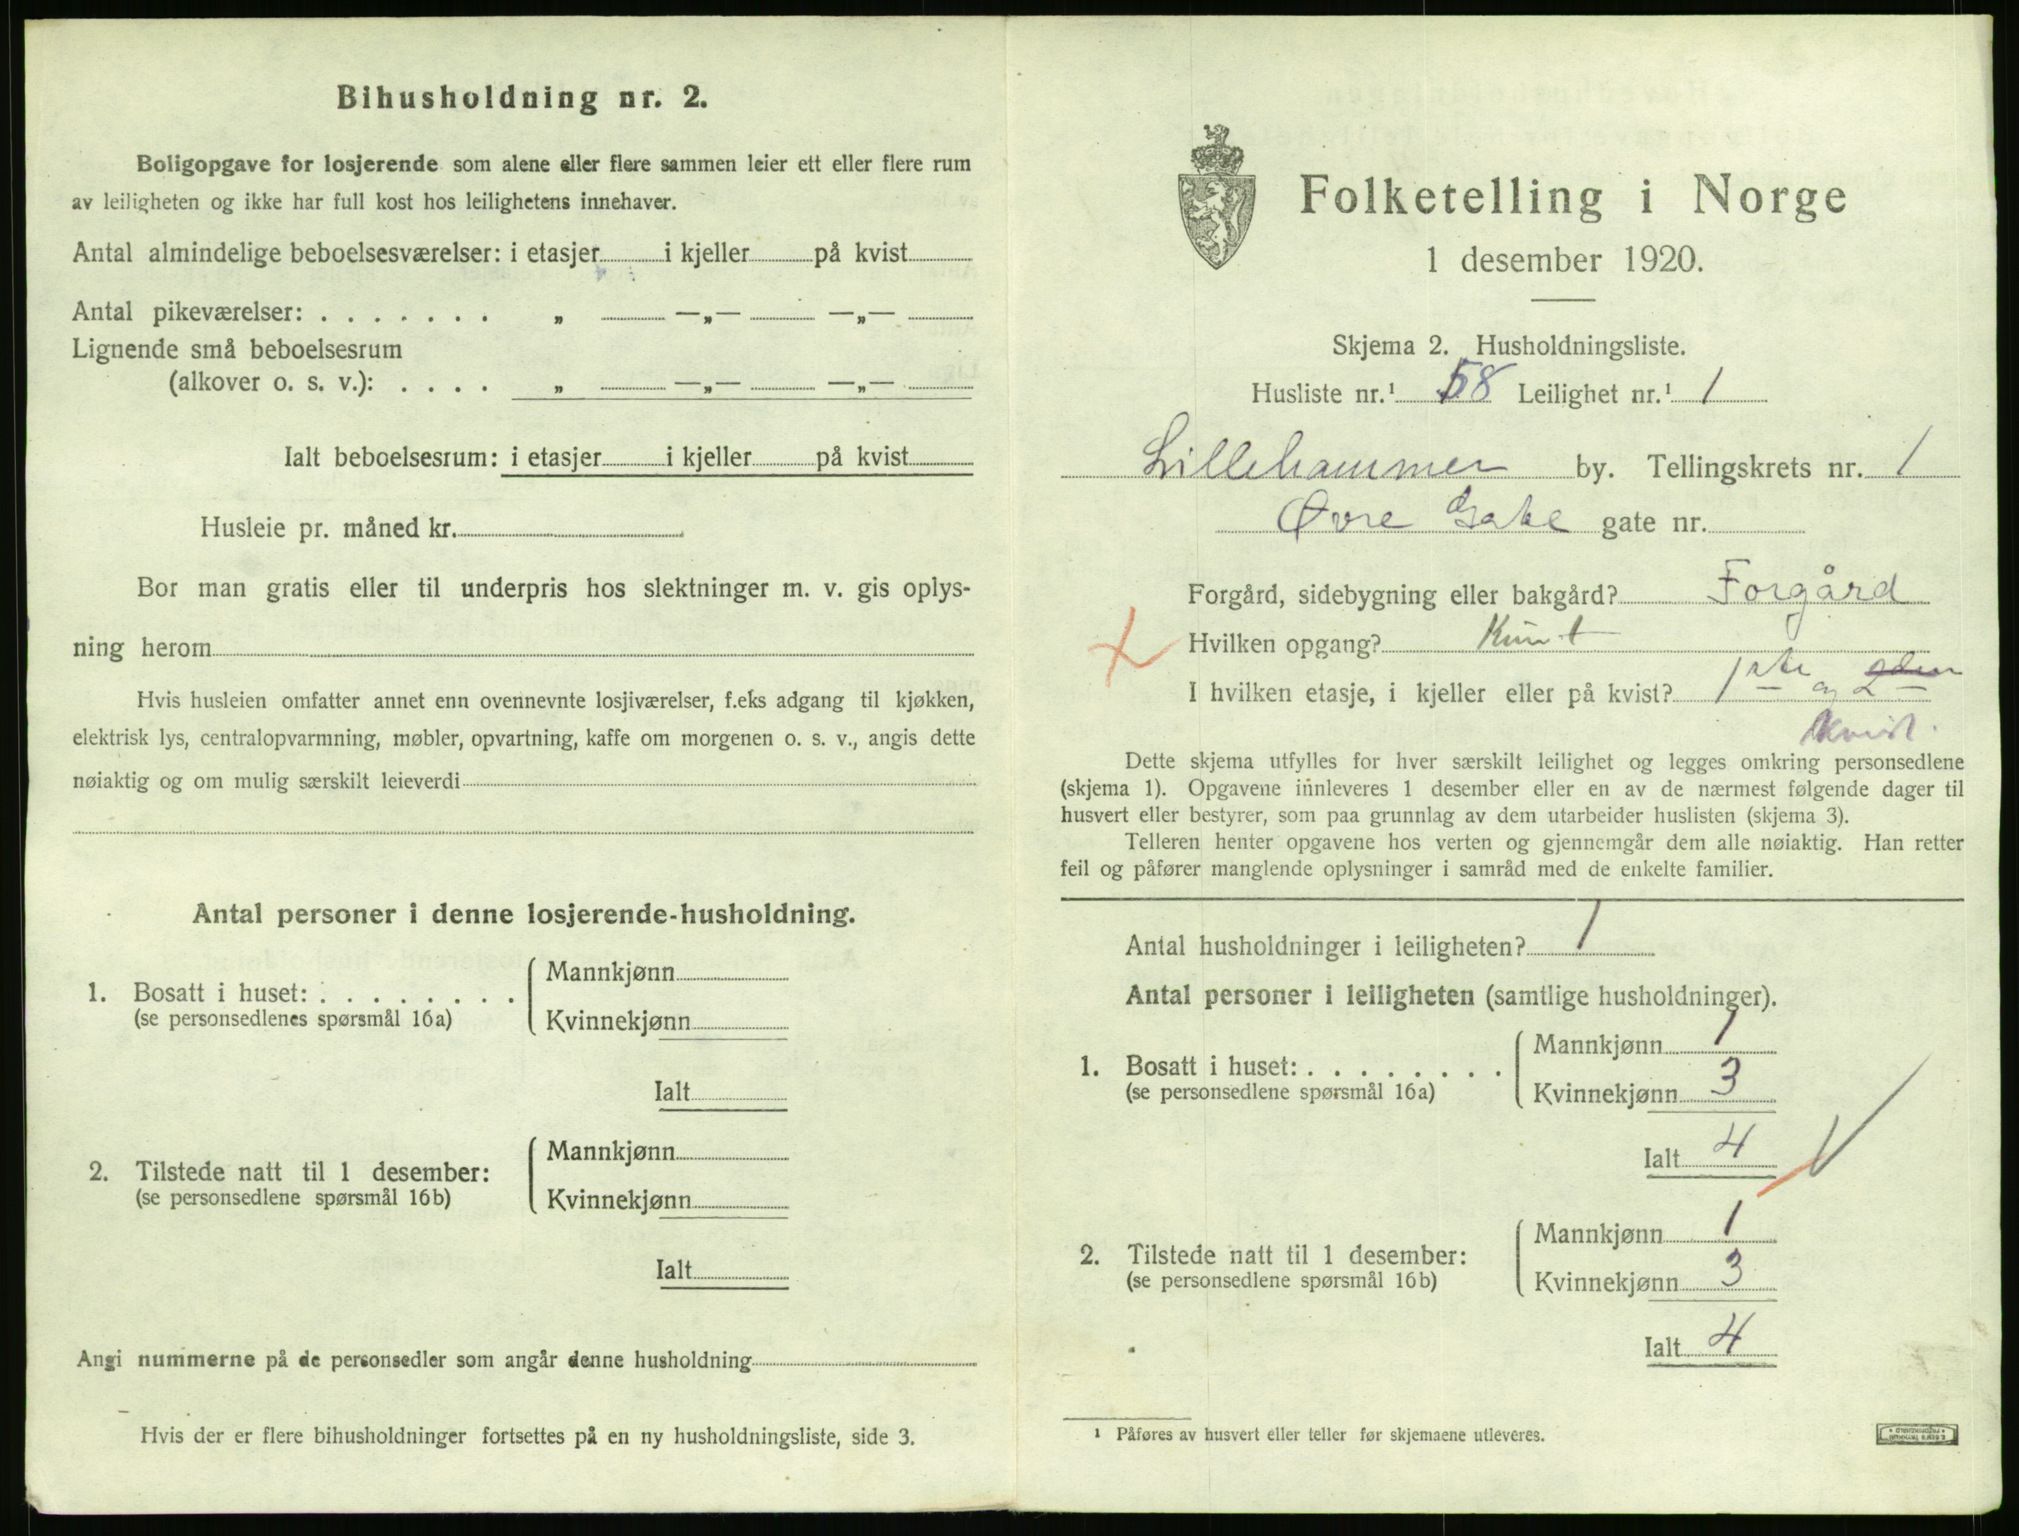 Bihusholdning nr. 2.
Boligopgave for losjerende som alene eller flere sammen leier ett eller flere rum
av leiligheten og ikke har full kost hos leilighetens innehaver.
Antal almindelige beboelsesværelser: i etasjer i kjeller på kvist
Antal pikeværelser: . . . . . . . „ —„— —„—
Lignende små beboelsesrum
(alkover o. s. v.): . . . . „ —„— —„—
Ialt beboelsesrum: i etasjer i kjeller på kvist
Husleie pr. måned kr.
Bor man gratis eller til underpris hos slektninger m. v. gis oplys-
ning herom
Hvis husleien omfatter annet enn ovennevnte losjiværelser, f.eks adgang til kjøkken,
elektrisk lys, centralopvarmning, møbler, opvartning, kaffe om morgenen o. s. v., angis dette
nøiaktig og om mulig særskilt leieverdi
Antal personer i denne losjerende-husholdning.
1. Bosatt i huset: . . . . . . . .
(se personsedlenes spørsmål 16a)
Mannkjønn
Kvinnekjønn
Ialt
2. Tilstede natt til 1 desember:
(se personsedlene spørsmål 16b)
Mannkjønn
Kvinnekjønn
Ialt
Angi nummerne på de personsedler som angår denne husholdning
Hvis der er flere bihusholdninger fortsettes på en ny husholdningsliste, side 3.
Folketelling i Norge
1 desember 1920.
Skjema 2. Husholdningsliste.
Husliste nr.¹ 58 Leilighet nr.¹ 1
Lillehammer by. Tellingskrets nr. 1
Øvre Gate gate nr.
Forgård, sidebygning eller bakgård? Forgård
Hvilken opgang?
I hvilken etasje, i kjeller eller på kvist? 1ste og 2den
Kvist.
Dette skjema utfylles for hver særskilt leilighet og legges omkring personsedlene
(skjema 1). Opgavene innleveres 1 desember eller en av de nærmest følgende dager til
husvert eller bestyrer, som paa grunnlag av dem utarbeider huslisten (skjema 3).
Telleren henter opgavene hos verten og gjennemgår dem alle nøiaktig. Han retter
feil og påfører manglende oplysninger i samråd med de enkelte familier.
Antal husholdninger i leiligheten? 1
Antal personer i leiligheten (samtlige husholdninger).
1. Bosatt i huset: . . . . . . . .
(se personsedlene spørsmål 16a)
Mannkjønn 1
Kvinnekjønn 3
Ialt 4
2. Tilstede natt til 1 desember:
(se personsedlene spørsmål 16b)
Mannkjønn 1
Kvinnekjønn 3
Ialt 4
¹ Påføres av husvert eller teller før skjemaene utleveres.